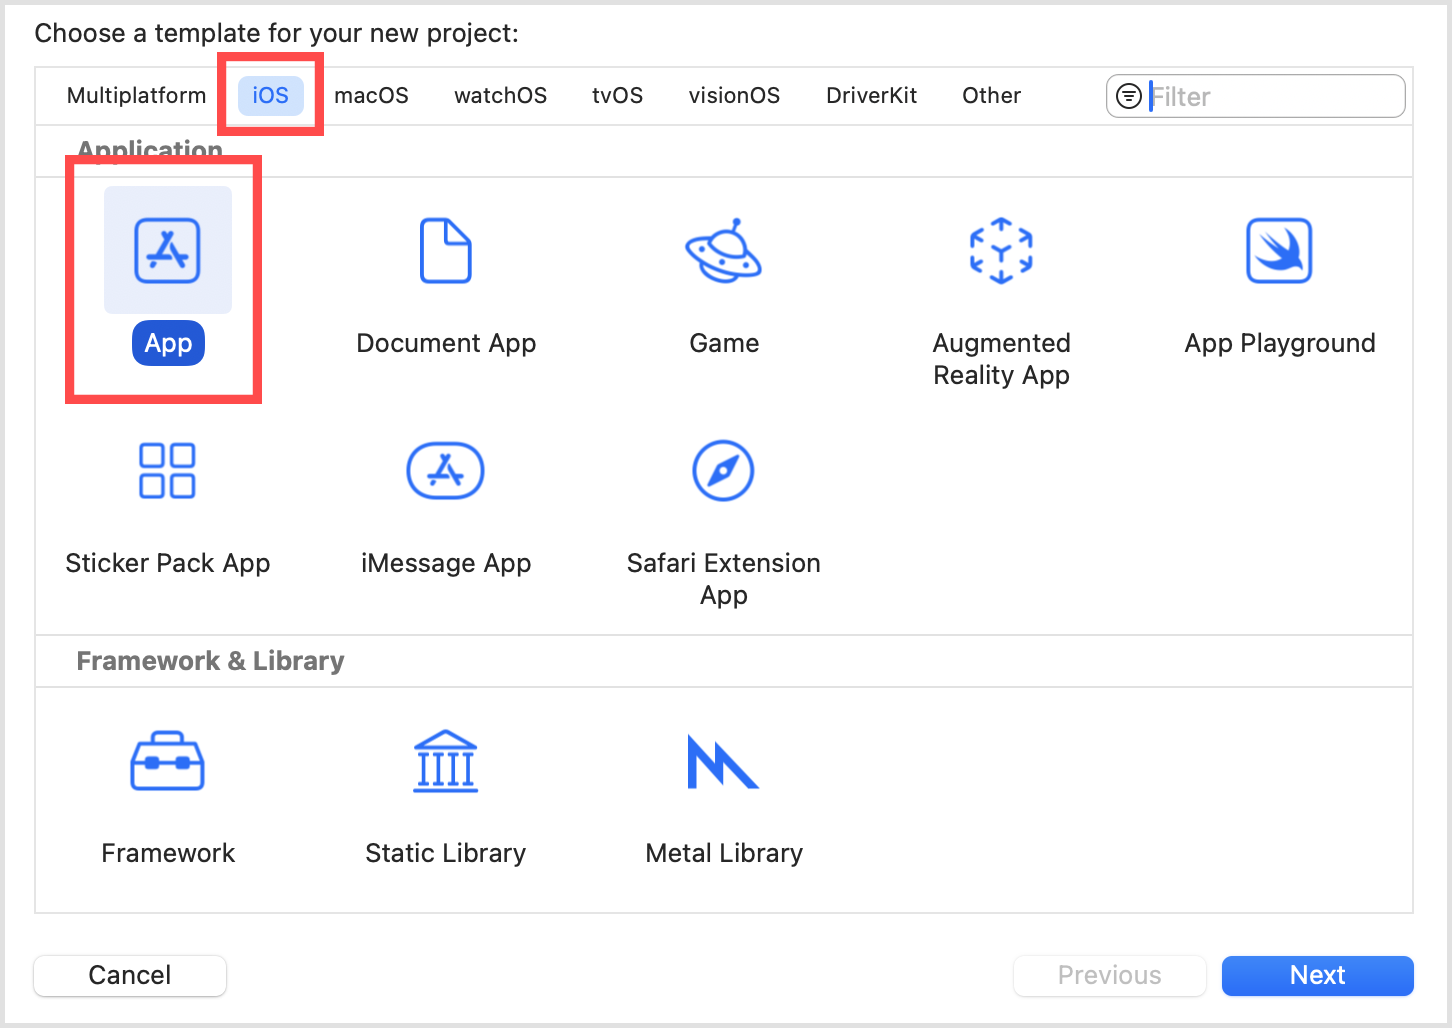 Choose a template for your new project:
Multiplatform iOS macOS watchOS tvOS visionOS DriverKit Other Filter
Application
App Document App Game Augmented Reality App App Playground
Sticker Pack App iMessage App Safari Extension App
Framework & Library
Framework Static Library Metal Library
Cancel Previous Next